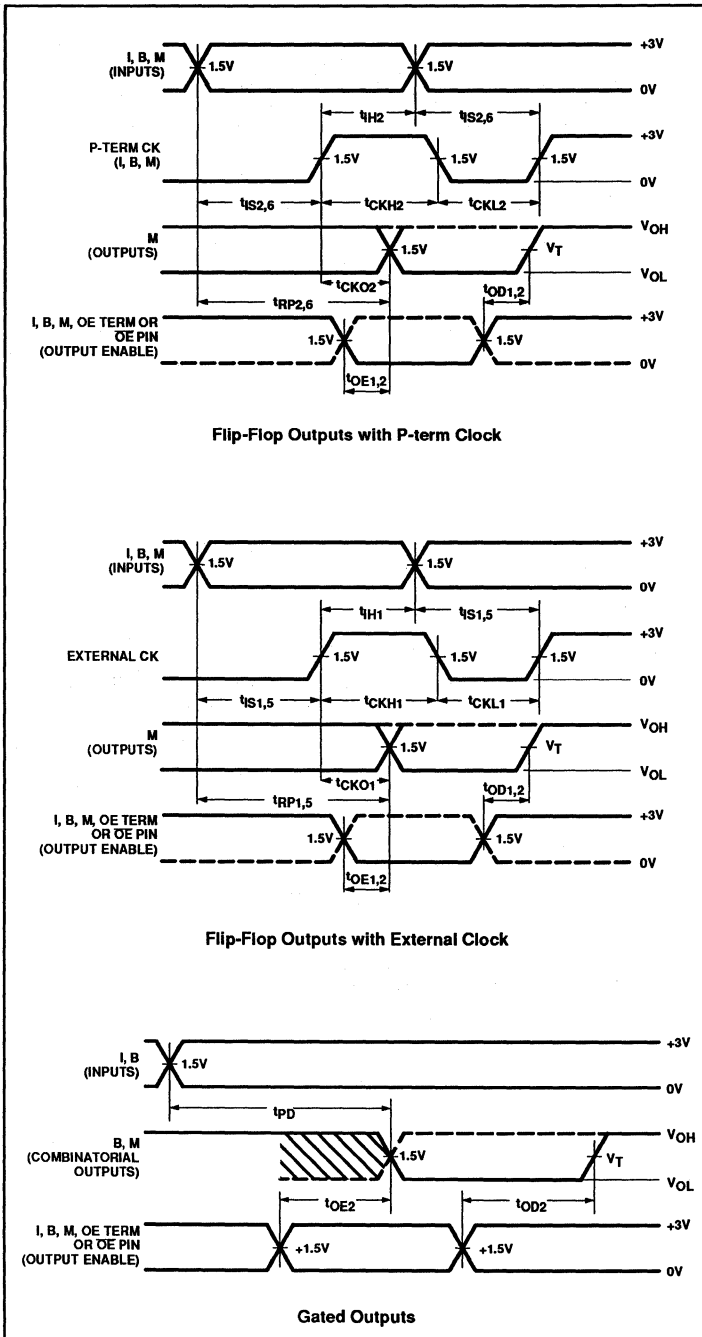 I, B, M
(INPUTS)
1.5V
1.5V
+3V
0V
tIH2
tIS2,6
P-TERM CK
(I, B, M)
1.5V
1.5V
1.5V
+3V
0V
tIS2,6
tCKH2
tCKL2
M
(OUTPUTS)
1.5V
VT
VOH
VOL
tCKO2
tOD1,2
tRP2,6
I, B, M, OE TERM OR
OE PIN
(OUTPUT ENABLE)
1.5V
1.5V
+3V
0V
tOE1,2
Flip-Flop Outputs with P-term Clock
I, B, M
(INPUTS)
1.5V
1.5V
+3V
0V
tIH1
tIS1,5
EXTERNAL CK
1.5V
1.5V
1.5V
+3V
0V
tIS1,5
tCKH1
tCKL1
M
(OUTPUTS)
1.5V
VT
VOH
VOL
tCKO1
tOD1,2
tRP1,5
I, B, M, OE TERM
OR OE PIN
(OUTPUT ENABLE)
1.5V
1.5V
+3V
0V
tOE1,2
Flip-Flop Outputs with External Clock
I, B
(INPUTS)
1.5V
+3V
0V
tPD
B, M
(COMBINATORIAL
OUTPUTS)
1.5V
VT
VOH
VOL
tOE2
tOD2
I, B, M, OE TERM
OR OE PIN
(OUTPUT ENABLE)
+1.5V
+1.5V
+3V
0V
Gated Outputs